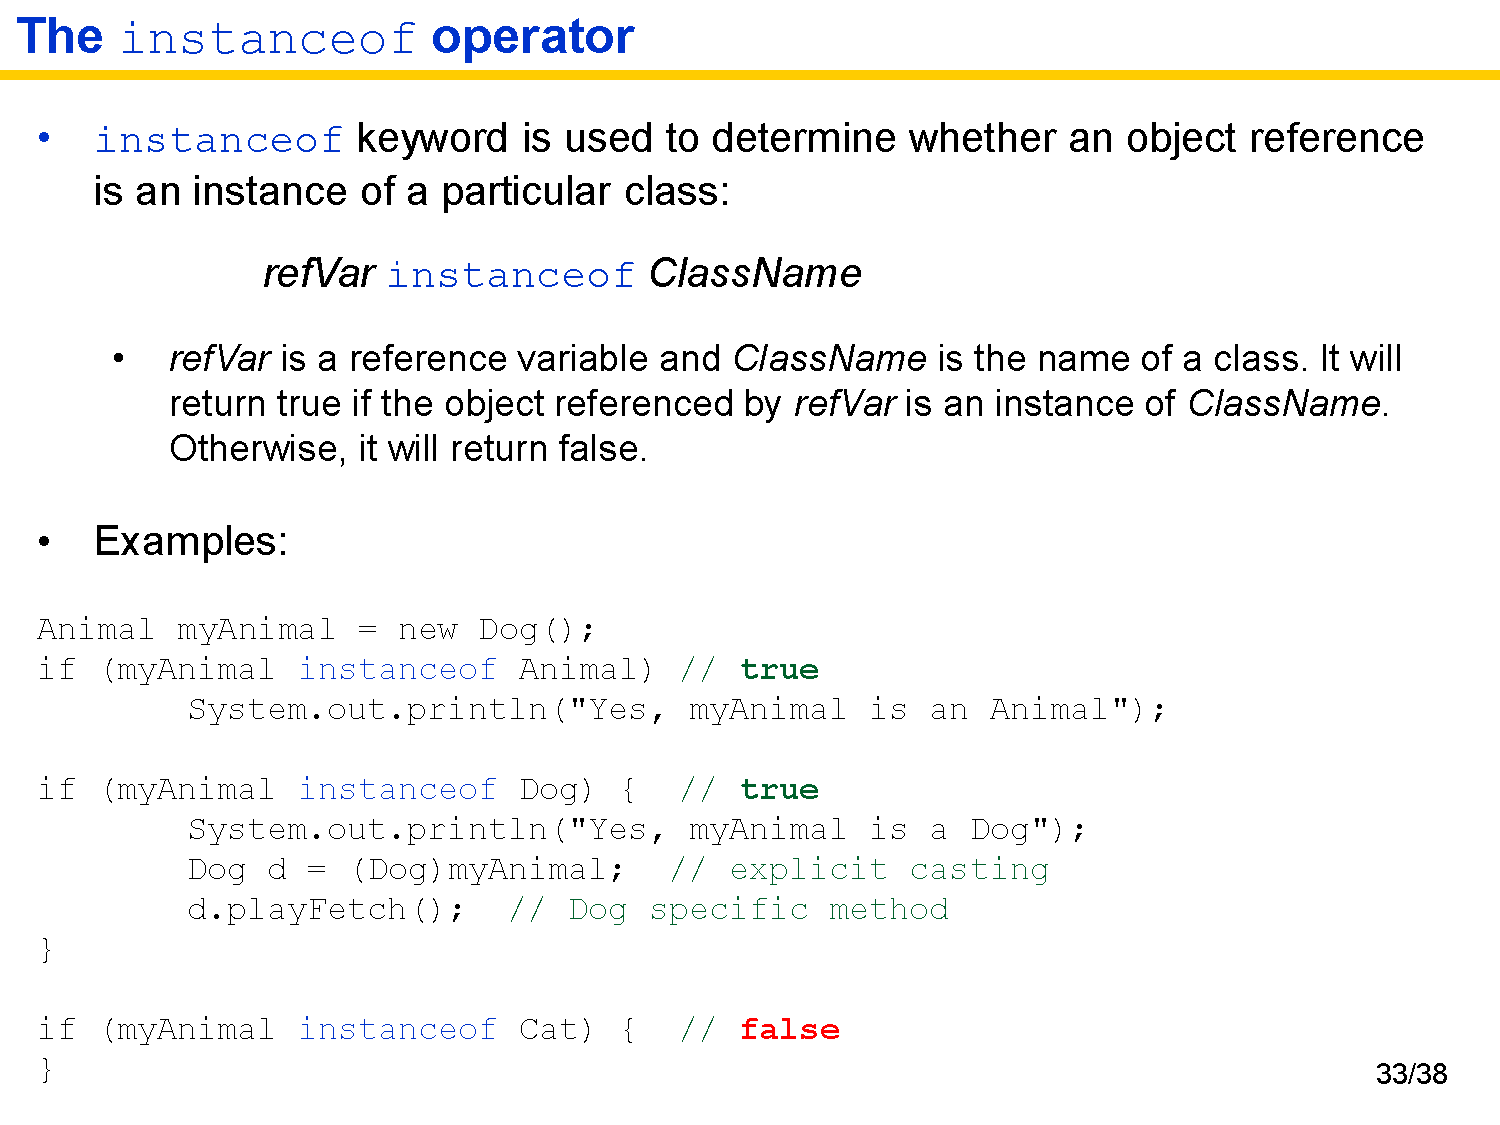 The instanceof operator
• instanceof keyword is used to determine whether an object reference
is an instance of a particular class:
refVar instanceof ClassName
• refVar is a reference variable and ClassName is the name of a class. It will
return true if the object referenced by refVar is an instance of ClassName.
Otherwise, it will return false.
• Examples:
Animal myAnimal = new Dog();
if (myAnimal instanceof Animal) // true
System.out.println("Yes, myAnimal is an Animal");
if (myAnimal instanceof Dog) { // true
System.out.println("Yes, myAnimal is a Dog");
Dog d = (Dog)myAnimal; // explicit casting
d.playFetch(); // Dog specific method
}
if (myAnimal instanceof Cat) { // false
}
33/38